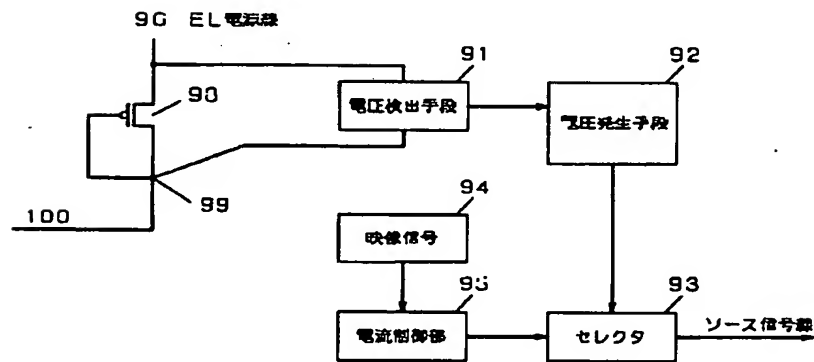 96 EL電源線
91
92
90
電圧検出手段
電圧発生手段
99
94
100
映像信号
95
93
電流制御部
セレクタ
ソース信号線